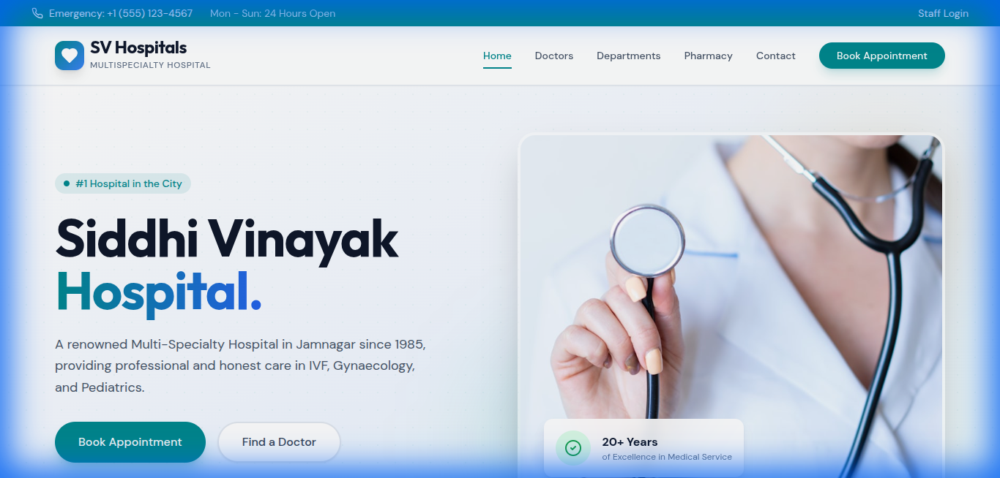 Emergency: +1 (555) 123-4567 Mon - Sun: 24 Hours Open Staff Login
SV Hospitals
MULTISPECIALTY HOSPITAL
Home Doctors Departments Pharmacy Contact Book Appointment
#1 Hospital in the City
Siddhi Vinayak
Hospital.
A renowned Multi-Specialty Hospital in Jamnagar since 1985,
providing professional and honest care in IVF, Gynaecology,
and Pediatrics.
Book Appointment Find a Doctor
20+ Years
of Excellence in Medical Service